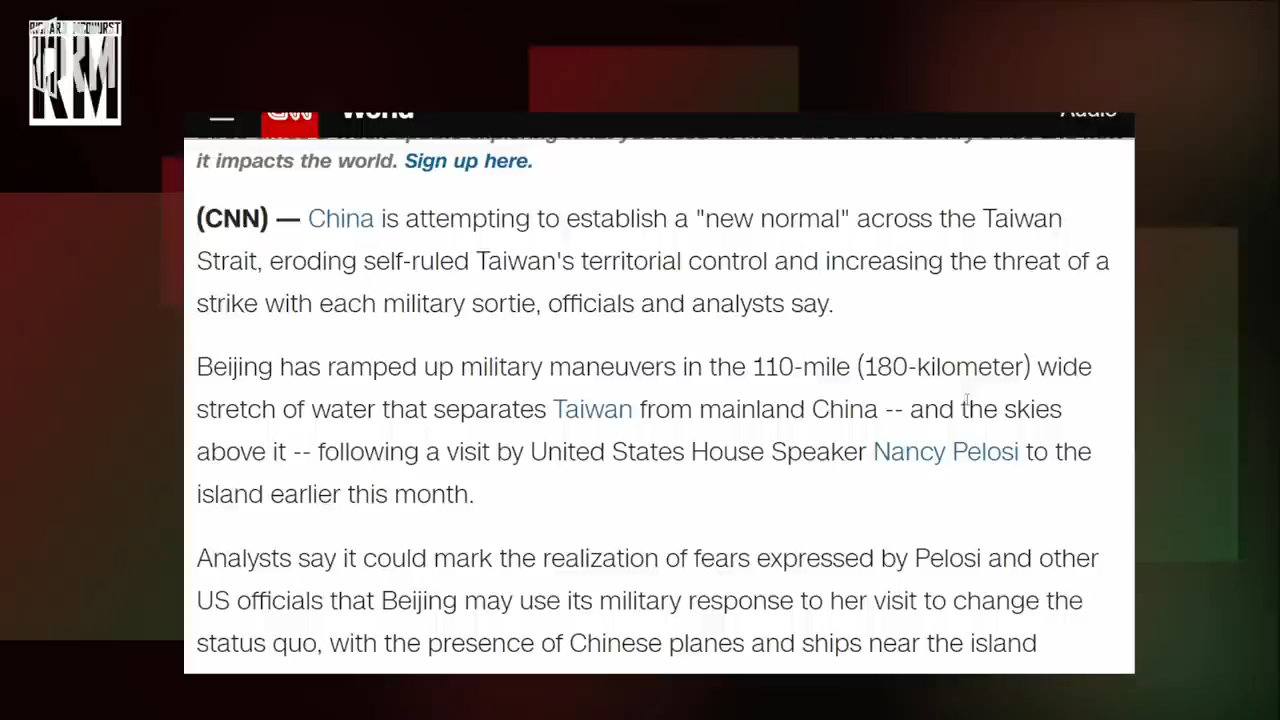 RM
CNN World Audio
it impacts the world. Sign up here.
(CNN) — China is attempting to establish a "new normal" across the Taiwan
Strait, eroding self-ruled Taiwan's territorial control and increasing the threat of a
strike with each military sortie, officials and analysts say.
Beijing has ramped up military maneuvers in the 110-mile (180-kilometer) wide
stretch of water that separates Taiwan from mainland China -- and the skies
above it -- following a visit by United States House Speaker Nancy Pelosi to the
island earlier this month.
Analysts say it could mark the realization of fears expressed by Pelosi and other
US officials that Beijing may use its military response to her visit to change the
status quo, with the presence of Chinese planes and ships near the island